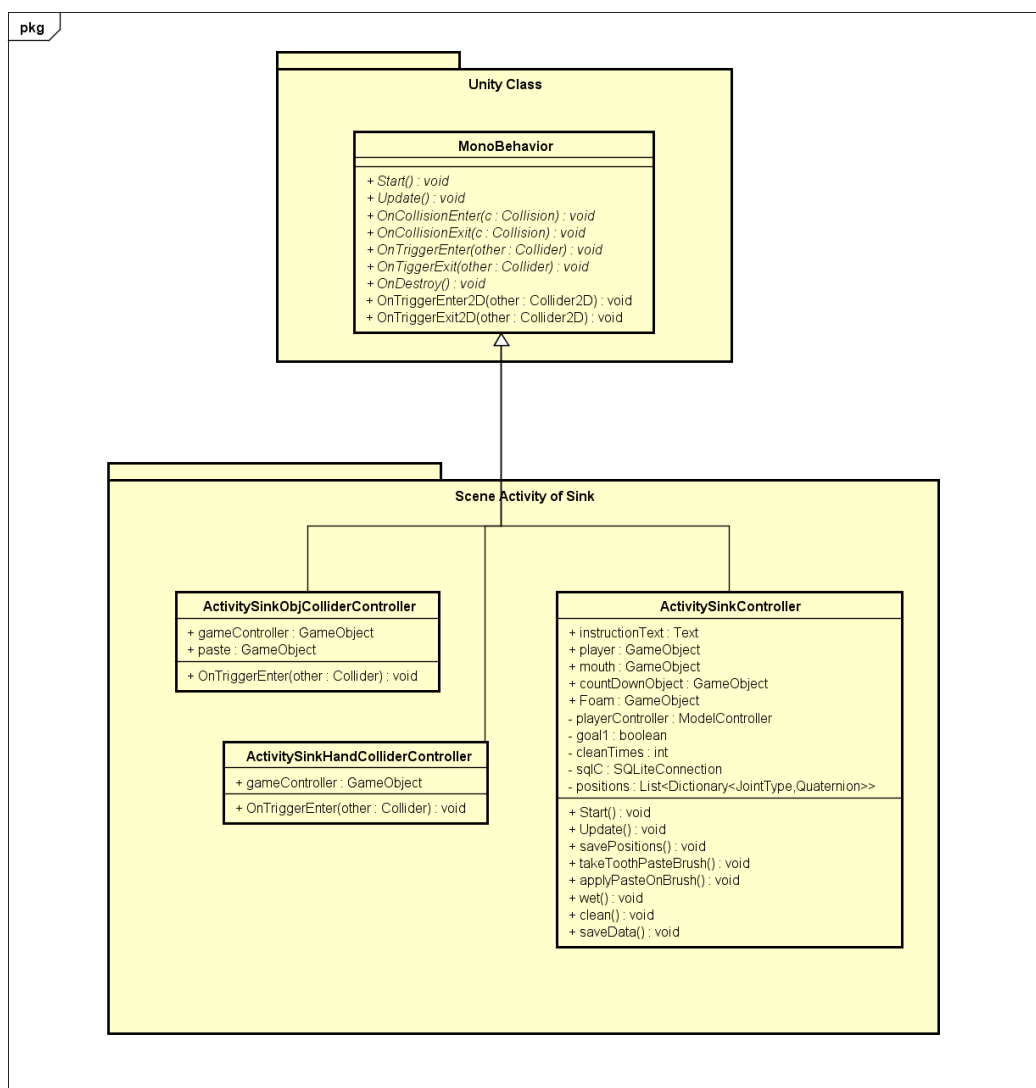 pkg
Unity Class
MonoBehavior
+ Start() : void
+ Update() : void
+ OnCollisionEnter(c : Collision) : void
+ OnCollisionExit(c : Collision) : void
+ OnTriggerEnter(other : Collider) : void
+ OnTiggerExit(other : Collider) : void
+ OnDestroy() : void
+ OnTriggerEnter2D(other : Collider2D) : void
+ OnTriggerExit2D(other : Collider2D) : void
Scene Activity of Sink
ActivitySinkObjColliderController
+ gameController : GameObject
+ paste : GameObject
+ OnTriggerEnter(other : Collider) : void
ActivitySinkHandColliderController
+ gameController : GameObject
+ OnTriggerEnter(other : Collider) : void
ActivitySinkController
+ instructionText : Text
+ player : GameObject
+ mouth : GameObject
+ countDownObject : GameObject
+ Foam : GameObject
- playerController : ModelController
- goal1 : boolean
- cleanTimes : int
- sqlC : SQLiteConnection
- positions : List<Dictionary<JointType,Quaternion>>
+ Start() : void
+ Update() : void
+ savePositions() : void
+ takeToothPasteBrush() : void
+ applyPasteOnBrush() : void
+ wet() : void
+ clean() : void
+ saveData() : void